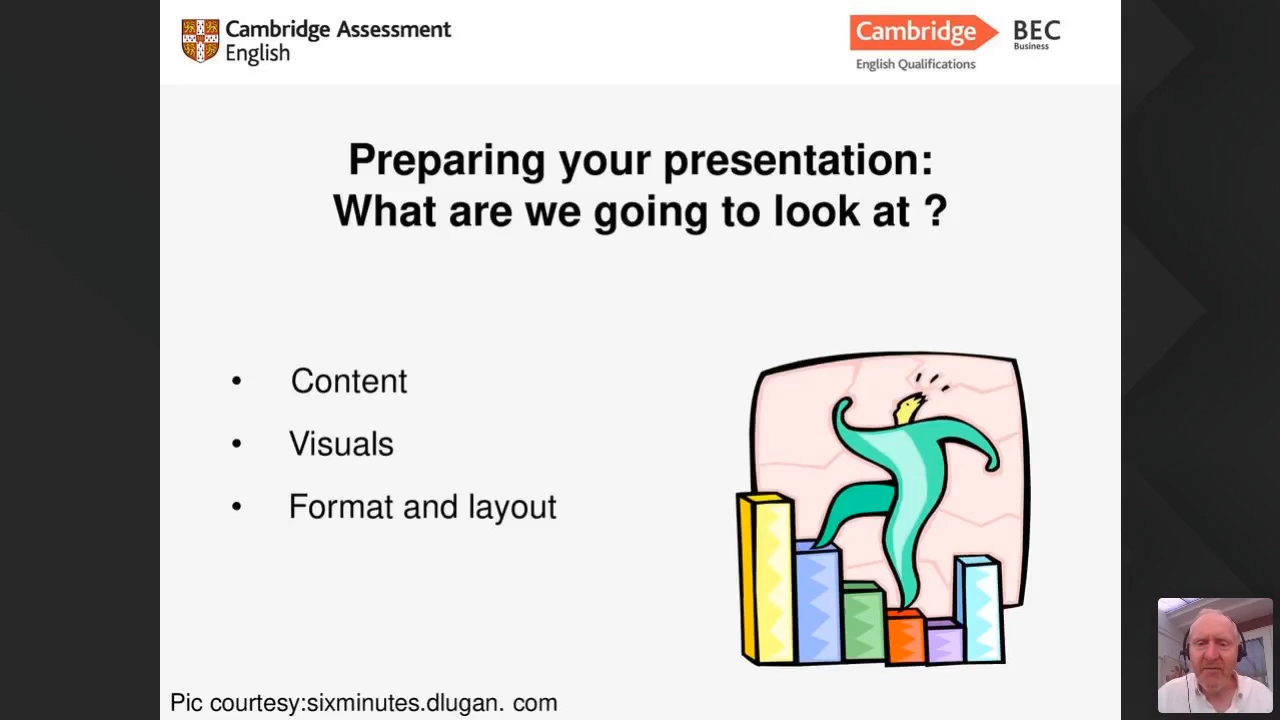 Cambridge Assessment
English
Cambridge
BEC
Business
English Qualifications
Preparing your presentation:
What are we going to look at ?
• Content
• Visuals
• Format and layout
Pic courtesy:sixminutes.dlugan. com